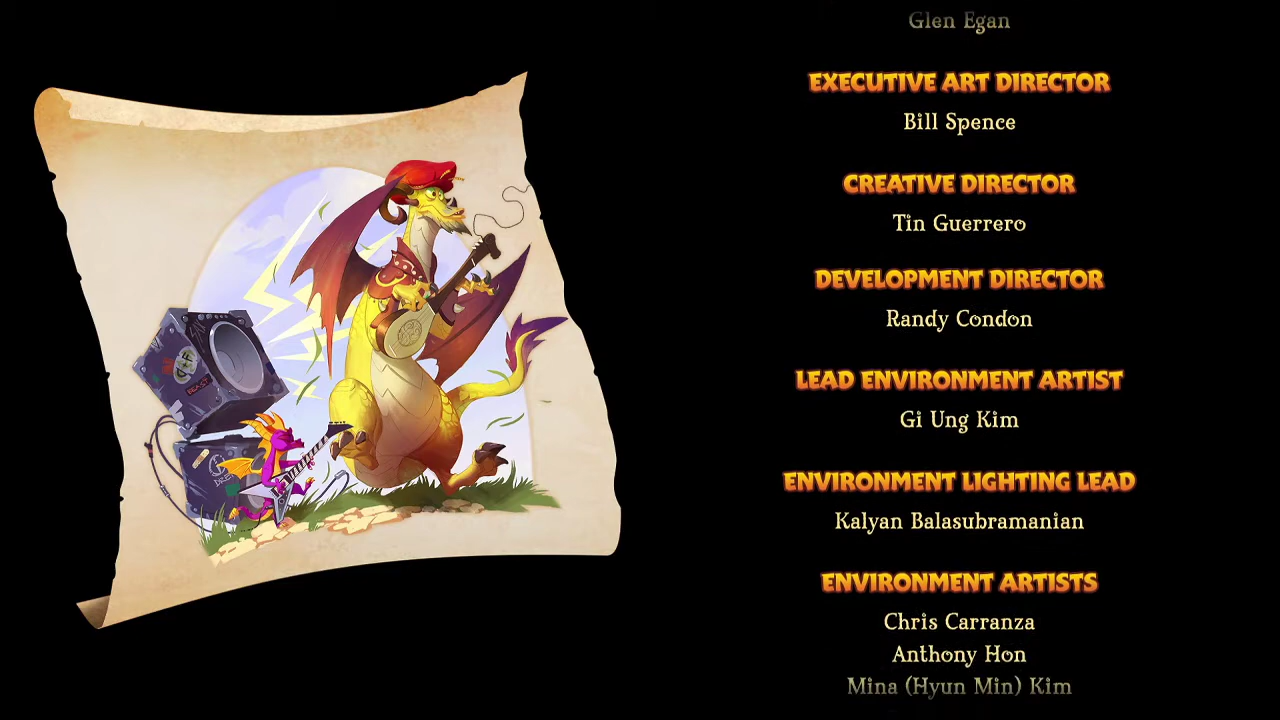 Glen Egan
EXECUTIVE ART DIRECTOR
Bill Spence
CREATIVE DIRECTOR
Tin Guerrero
DEVELOPMENT DIRECTOR
Randy Condon
LEAD ENVIRONMENT ARTIST
Gi Ung Kim
ENVIRONMENT LIGHTING LEAD
Kalyan Balasubramanian
ENVIRONMENT ARTISTS
Chris Carranza
Anthony Hon
Mina (Hyun Min) Kim